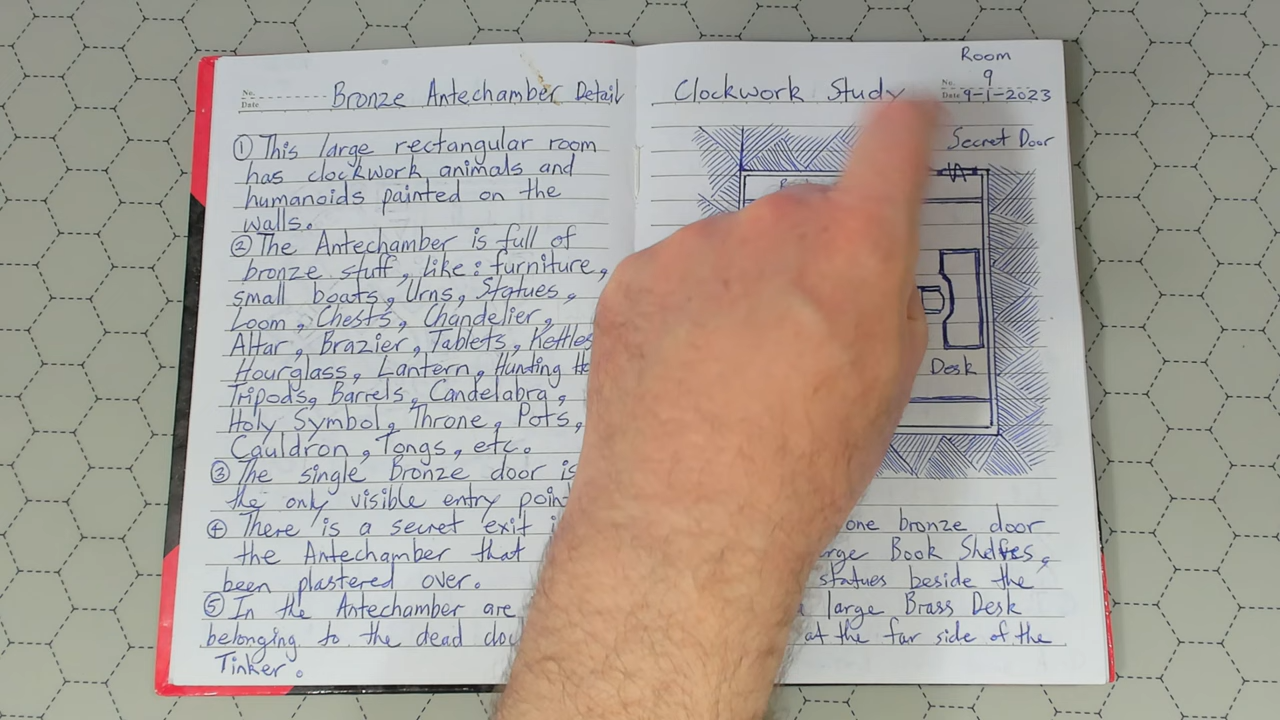 No.
Date
Bronze Antechamber Detail
① This large rectangular room
has clockwork animals and
humanoids painted on the
walls.
② The Antechamber is full of
bronze stuff, like: furniture,
small boats, Urns, Statues,
Loom, Chests, Chandelier,
Altar, Brazier, Tablets, Kettles
Hourglass, Lantern, Hunting
Tripods, Barrels, Candelabra,
Holy Symbol, Throne, Pots,
Cauldron, Tongs, etc.
③ The single Bronze door is
the only visible entry point
④ There is a secret exit
the Antechamber that
been plastered over.
⑤ In the Antechamber are
belonging to the dead
Tinker.
Clockwork Study
Room
No. 9
Date 9-1-2023
Secret Door
Desk
one bronze door
Book Shelves,
statues beside the
large Brass Desk
at the far side of the